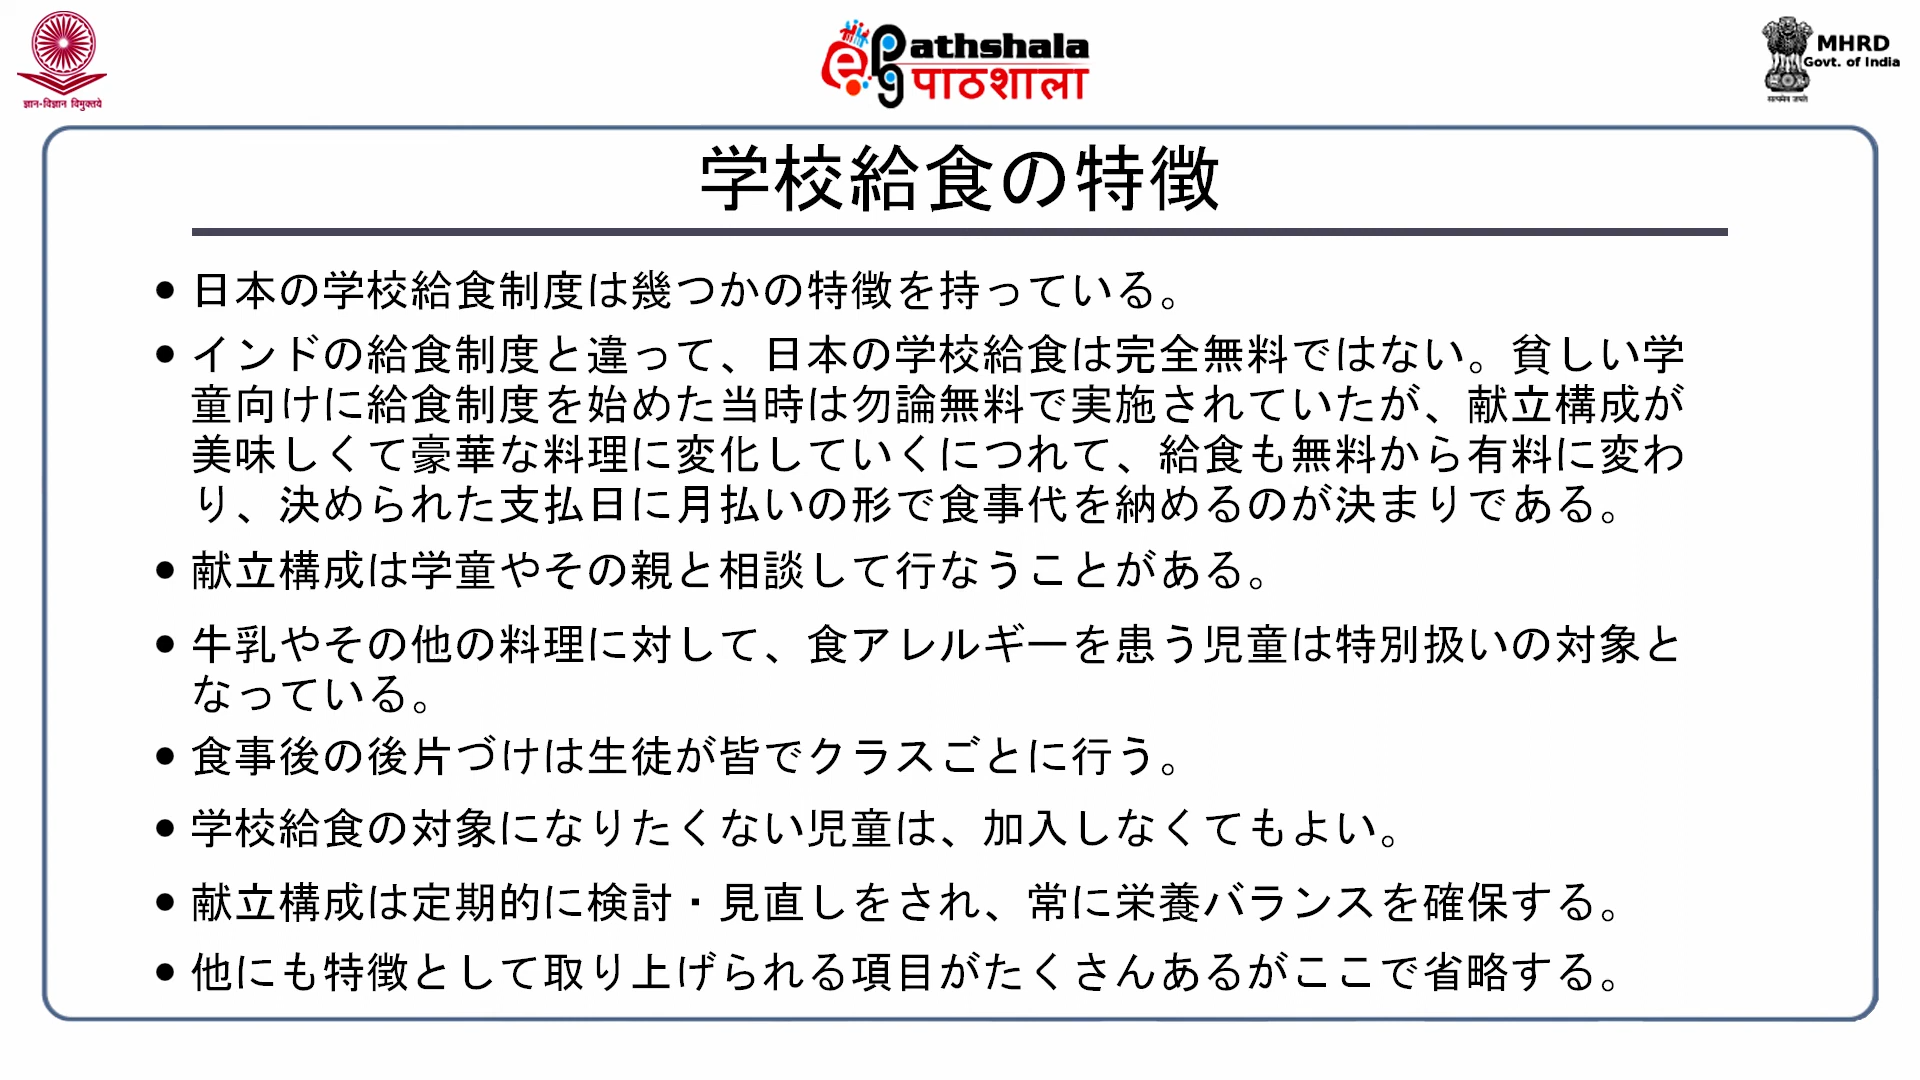 ज्ञान-विज्ञान विमुक्तये
e Pathshala
पाठशाला
MHRD
Govt. of India
सत्यमेव जयते
学校給食の特徴
● 日本の学校給食制度は幾つかの特徴を持っている。
● インドの給食制度と違って、日本の学校給食は完全無料ではない。貧しい学
童向けに給食制度を始めた当時は勿論無料で実施されていたが、献立構成が
美味しくて豪華な料理に変化していくにつれて、給食も無料から有料に変わ
り、決められた支払日に月払いの形で食事代を納めるのが決まりである。
● 献立構成は学童やその親と相談して行なうことがある。
● 牛乳やその他の料理に対して、食アレルギーを患う児童は特別扱いの対象と
なっている。
● 食事後の後片づけは生徒が皆でクラスごとに行う。
● 学校給食の対象になりたくない児童は、加入しなくてもよい。
● 献立構成は定期的に検討・見直しをされ、常に栄養バランスを確保する。
● 他にも特徴として取り上げられる項目がたくさんあるがここで省略する。